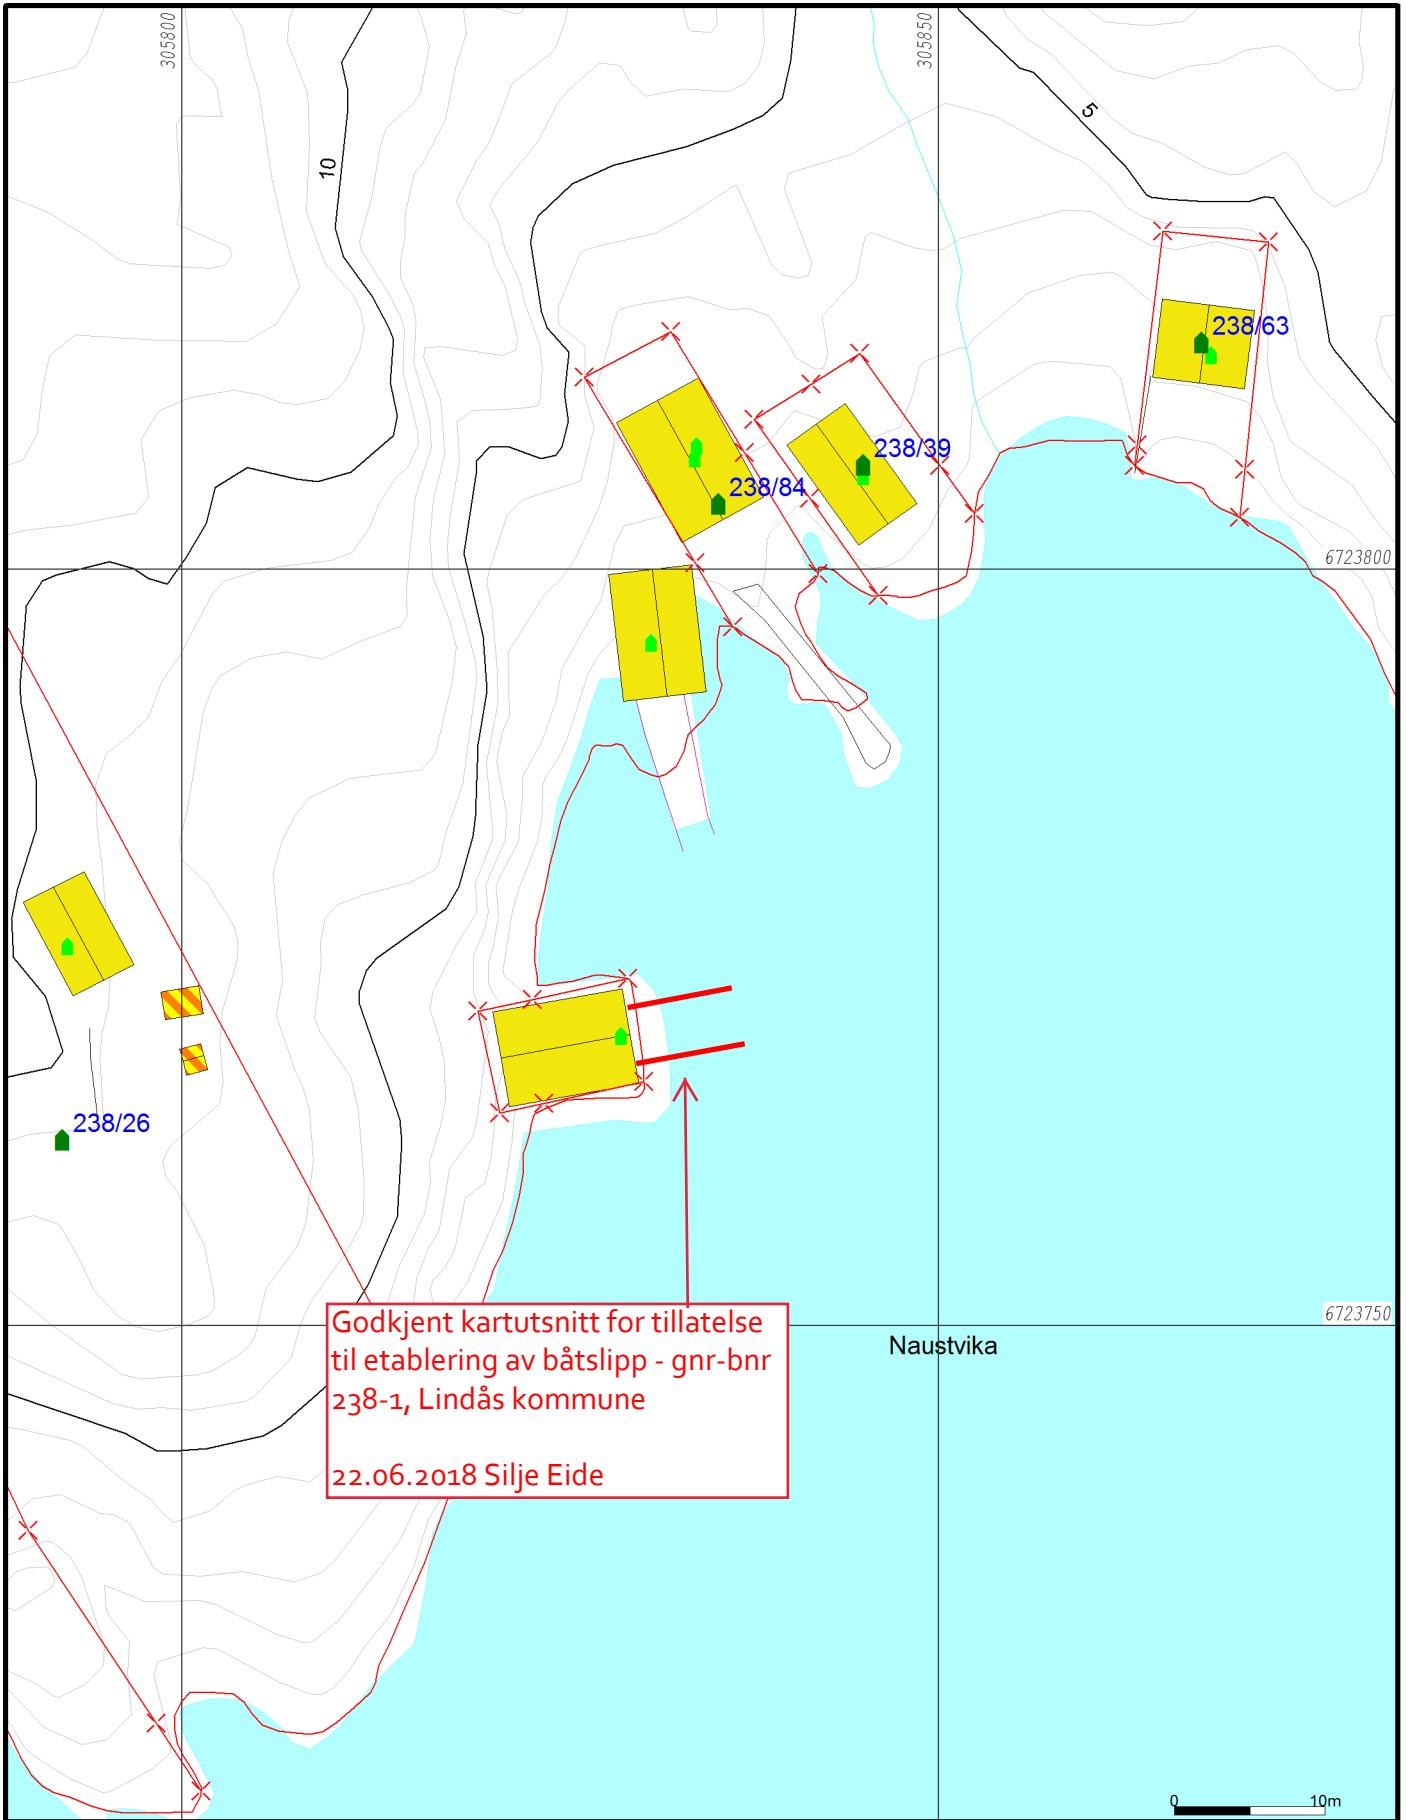 305800
305850
5
10
238/63
238/39
238/84
6723800
238/26
6723750
Godkjent kartutsnitt for tillatelse
til etablering av båtslipp - gnr-bnr
238-1, Lindås kommune
22.06.2018 Silje Eide
Naustvika
0 10m